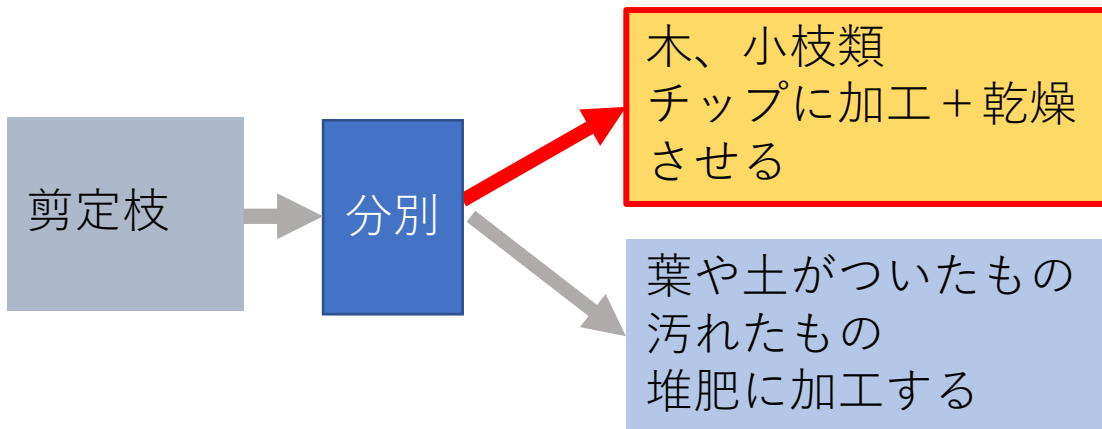 剪定枝
分別
木、小枝類
チップに加工＋乾燥
させる
葉や土がついたもの
汚れたもの
堆肥に加工する